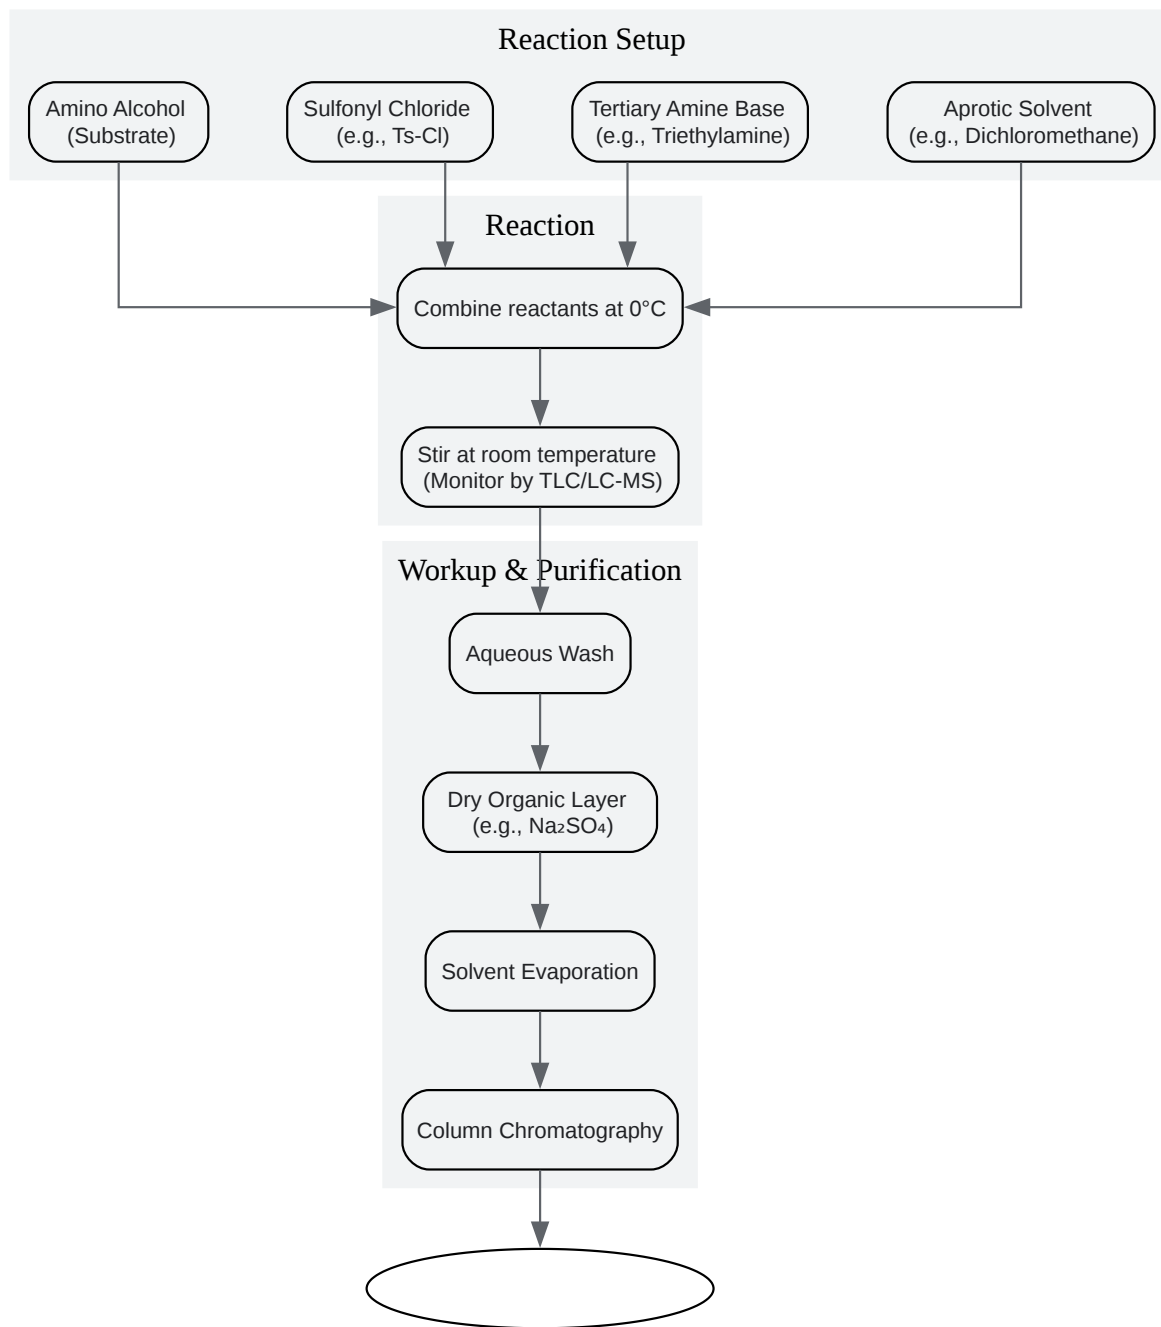 Reaction Setup
Amino Alcohol
(Substrate)
Sulfonyl Chloride
(e.g., Ts-Cl)
Tertiary Amine Base
(e.g., Triethylamine)
Aprotic Solvent
(e.g., Dichloromethane)
Reaction
Combine reactants at 0°C
Stir at room temperature
(Monitor by TLC/LC-MS)
Workup & Purification
Aqueous Wash
Dry Organic Layer
(e.g., Na₂SO₄)
Solvent Evaporation
Column Chromatography